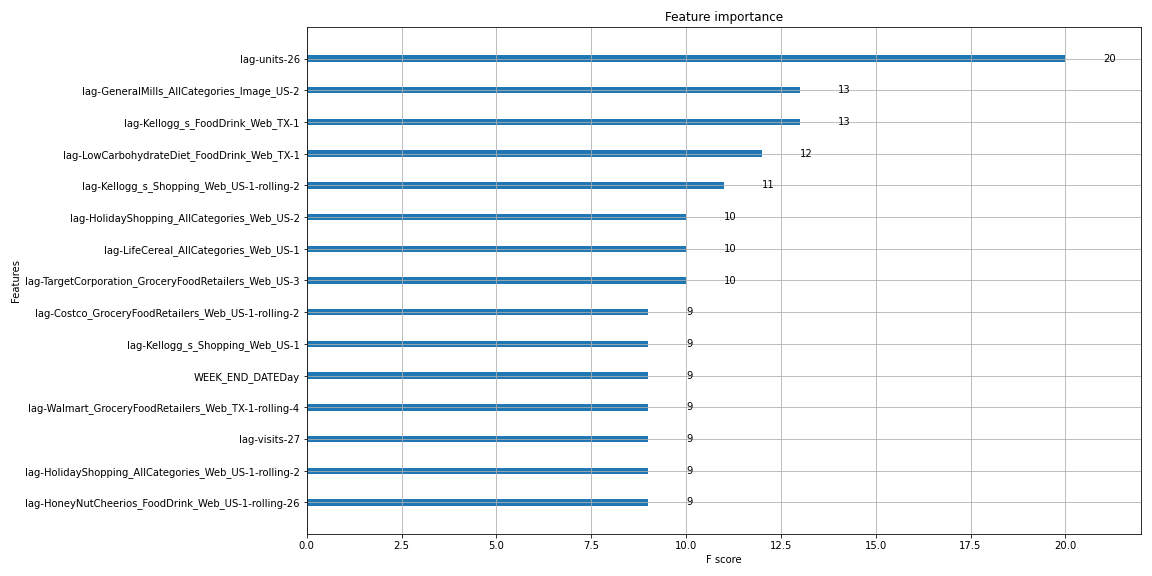 Feature importance
lag-units-26 20
lag-GeneralMills_AllCategories_Image_US-2 13
lag-Kellogg_s_FoodDrink_Web_TX-1 13
lag-LowCarbohydrateDiet_FoodDrink_Web_TX-1 12
lag-Kellogg_s_Shopping_Web_US-1-rolling-2 11
lag-HolidayShopping_AllCategories_Web_US-2 10
lag-LifeCereal_AllCategories_Web_US-1 10
lag-TargetCorporation_GroceryFoodRetailers_Web_US-3 10
lag-Costco_GroceryFoodRetailers_Web_US-1-rolling-2 9
lag-Kellogg_s_Shopping_Web_US-1 9
WEEK_END_DATEDay 9
lag-Walmart_GroceryFoodRetailers_Web_TX-1-rolling-4 9
lag-visits-27 9
lag-HolidayShopping_AllCategories_Web_US-1-rolling-2 9
lag-HoneyNutCheerios_FoodDrink_Web_US-1-rolling-26 9
Features
0.0 2.5 5.0 7.5 10.0 12.5 15.0 17.5 20.0
F score